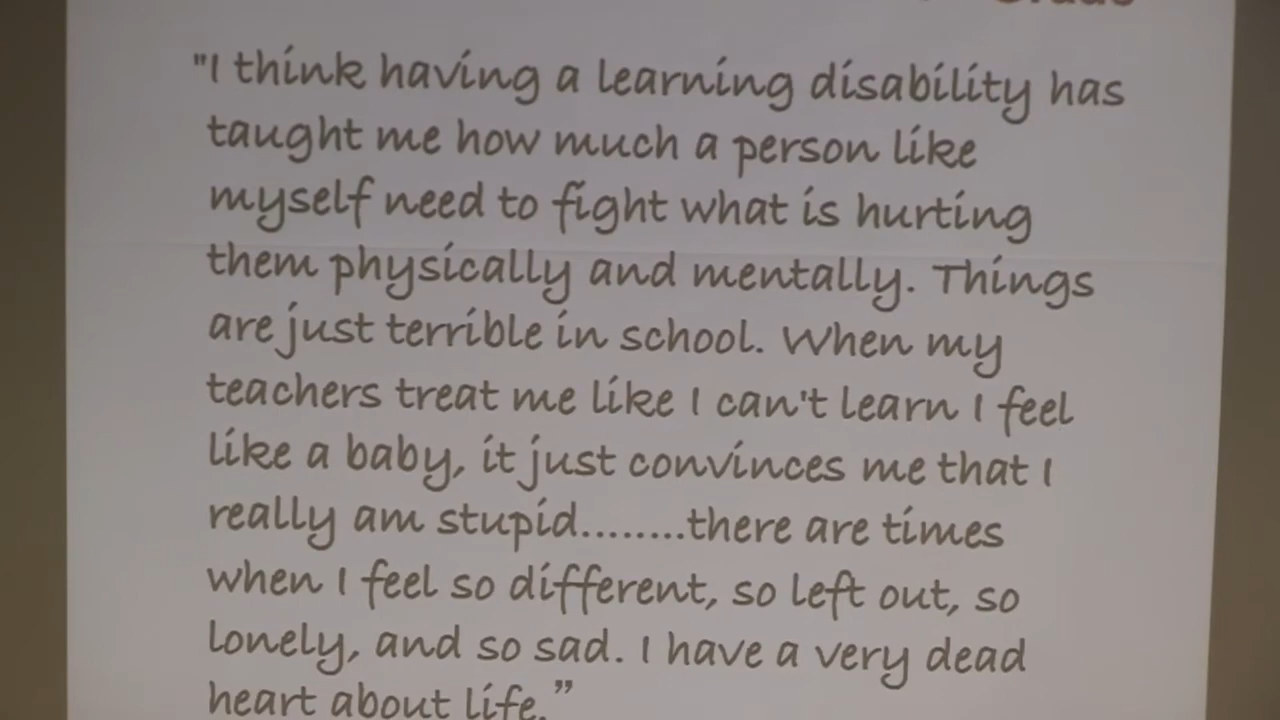 "I think having a learning disability has
taught me how much a person like
myself need to fight what is hurting
them physically and mentally. Things
are just terrible in school. When my
teachers treat me like I can't learn I feel
like a baby, it just convinces me that I
really am stupid........there are times
when I feel so different, so left out, so
lonely, and so sad. I have a very dead
heart about life.”